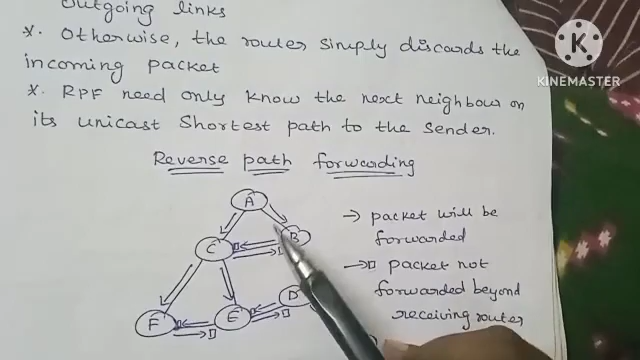 outgoing links
*. Otherwise, the router simply discards the
incoming packet
*. RPF need only know the next neighbour on
its unicast shortest path to the sender.
Reverse path forwarding
A
B
C
D
E
F
→ packet will be
forwarded
→▯ packet not
forwarded beyond
receiving router
KINEMASTER